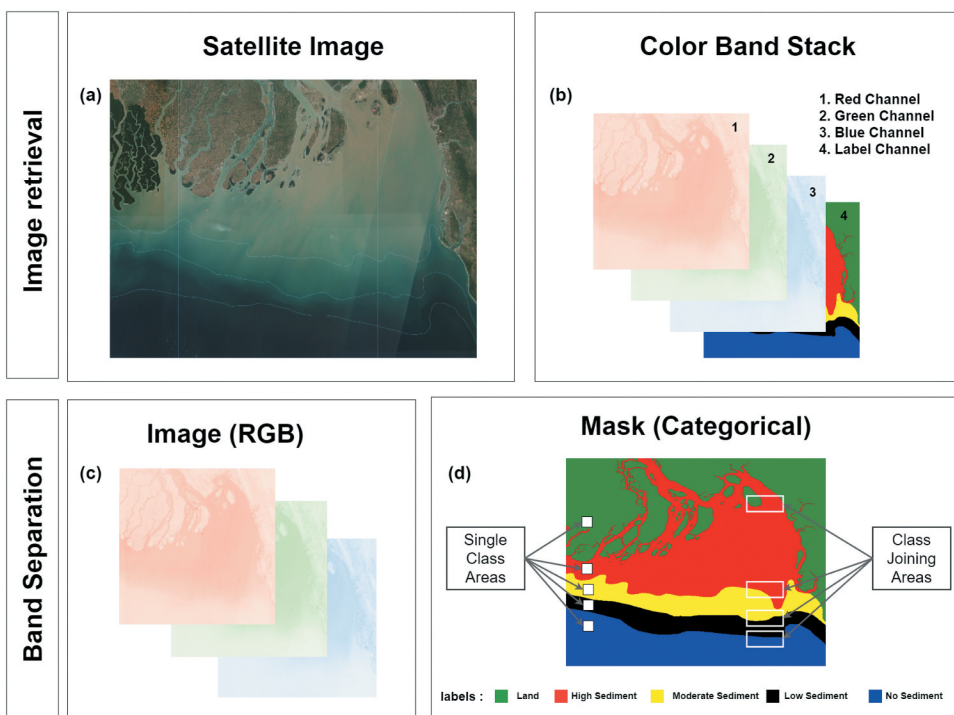 Image retrieval
Satellite Image
(a)
Color Band Stack
(b)
1. Red Channel
2. Green Channel
3. Blue Channel
4. Label Channel
1
2
3
4
Band Separation
Image (RGB)
(c)
Mask (Categorical)
(d)
Single
Class
Areas
Class
Joining
Areas
labels : Land High Sediment Moderate Sediment Low Sediment No Sediment